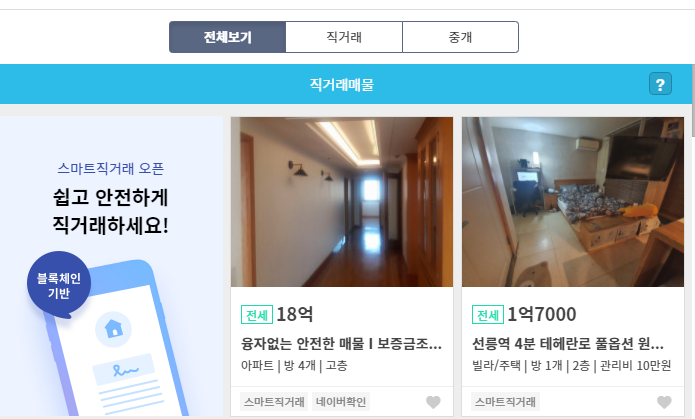 전체보기
직거래
중개
직거래매물
?
스마트직거래 오픈
쉽고 안전하게
직거래하세요!
블록체인
기반
전세 18억
융자없는 안전한 매물 I 보증금조...
아파트 | 방 4개 | 고층
스마트직거래 네이버확인
전세 1억7000
선릉역 4분 테헤란로 풀옵션 원...
빌라/주택 | 방 1개 | 2층 | 관리비 10만원
스마트직거래